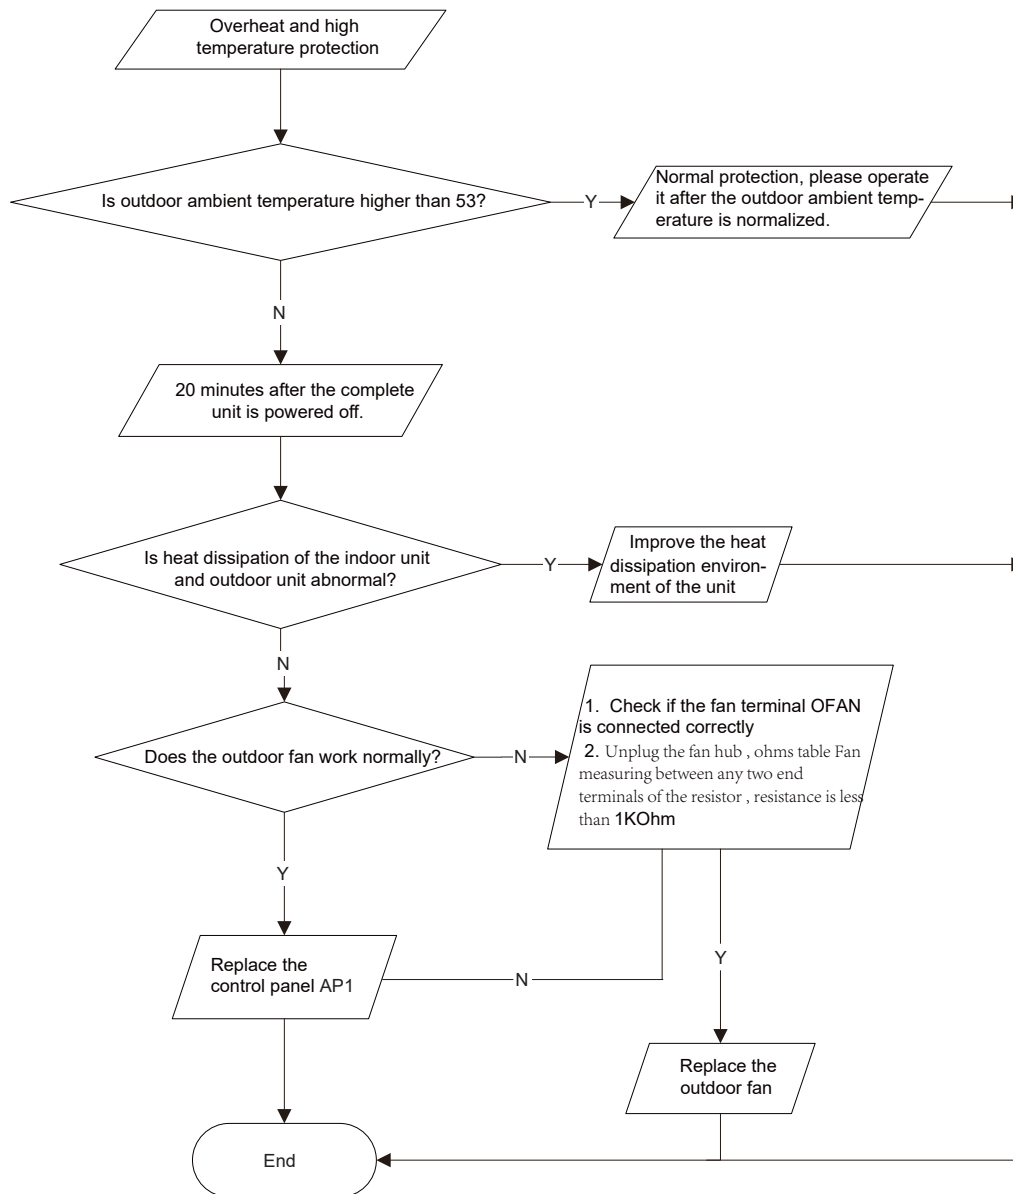 Overheat and high
temperature protection
Is outdoor ambient temperature higher than 53?
Y
Normal protection, please operate
it after the outdoor ambient temp-
erature is normalized.
N
20 minutes after the complete
unit is powered off.
Is heat dissipation of the indoor unit
and outdoor unit abnormal?
Y
Improve the heat
dissipation environ-
ment of the unit
N
Does the outdoor fan work normally?
N
1. Check if the fan terminal OFAN
is connected correctly
2. Unplug the fan hub , ohms table Fan
measuring between any two end
terminals of the resistor , resistance is less
than 1KOhm
Y
Replace the
control panel AP1
N
Y
Replace the
outdoor fan
End